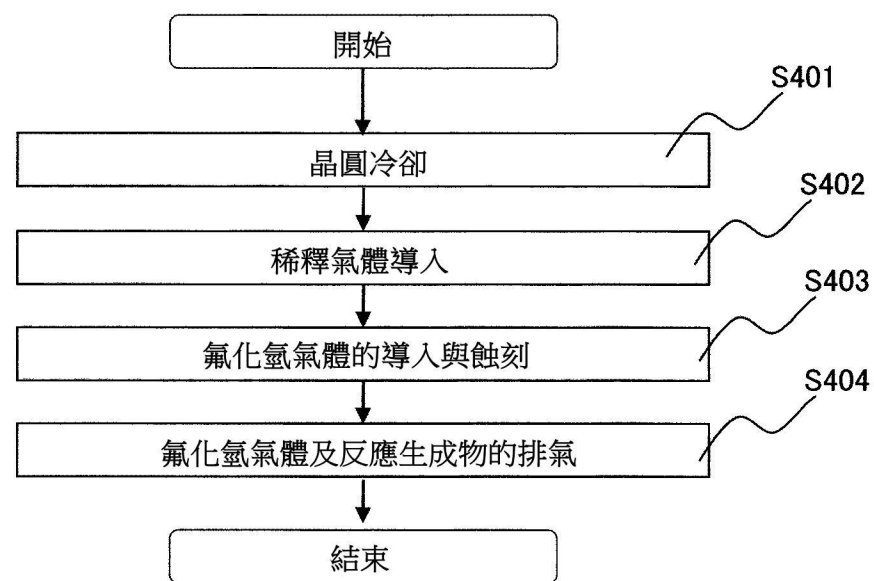 開始
S401
晶圓冷卻
S402
稀釋氣體導入
S403
氟化氫氣體的導入與蝕刻
S404
氟化氫氣體及反應生成物的排氣
結束